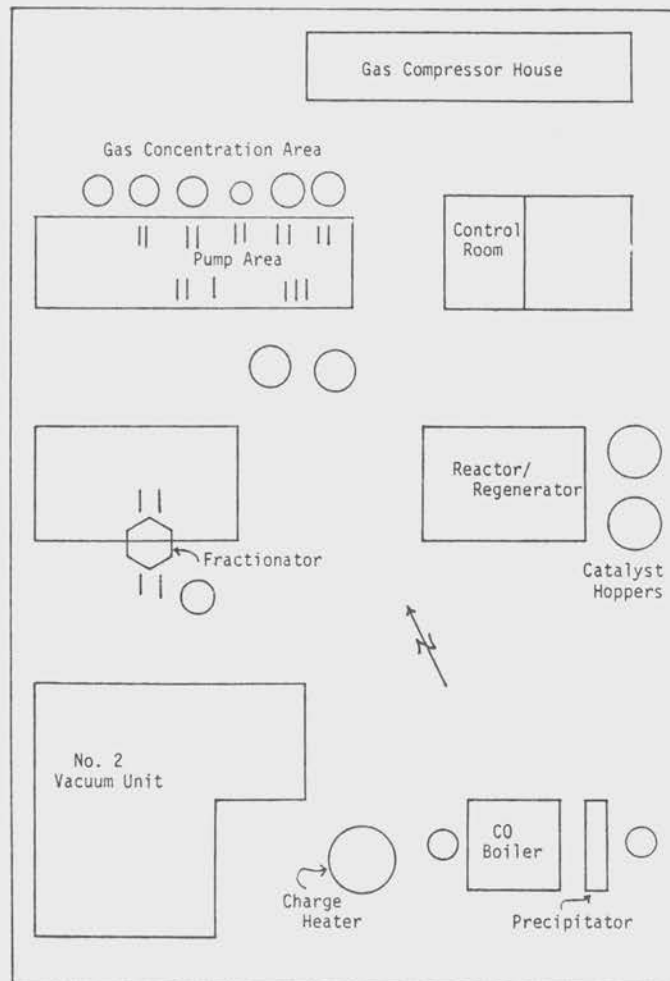 Gas Compressor House
Gas Concentration Area
Control
Room
Pump Area
Reactor/
Regenerator
Fractionator
Catalyst
Hoppers
N
No. 2
Vacuum Unit
CO
Boiler
Charge
Heater
Precipitator